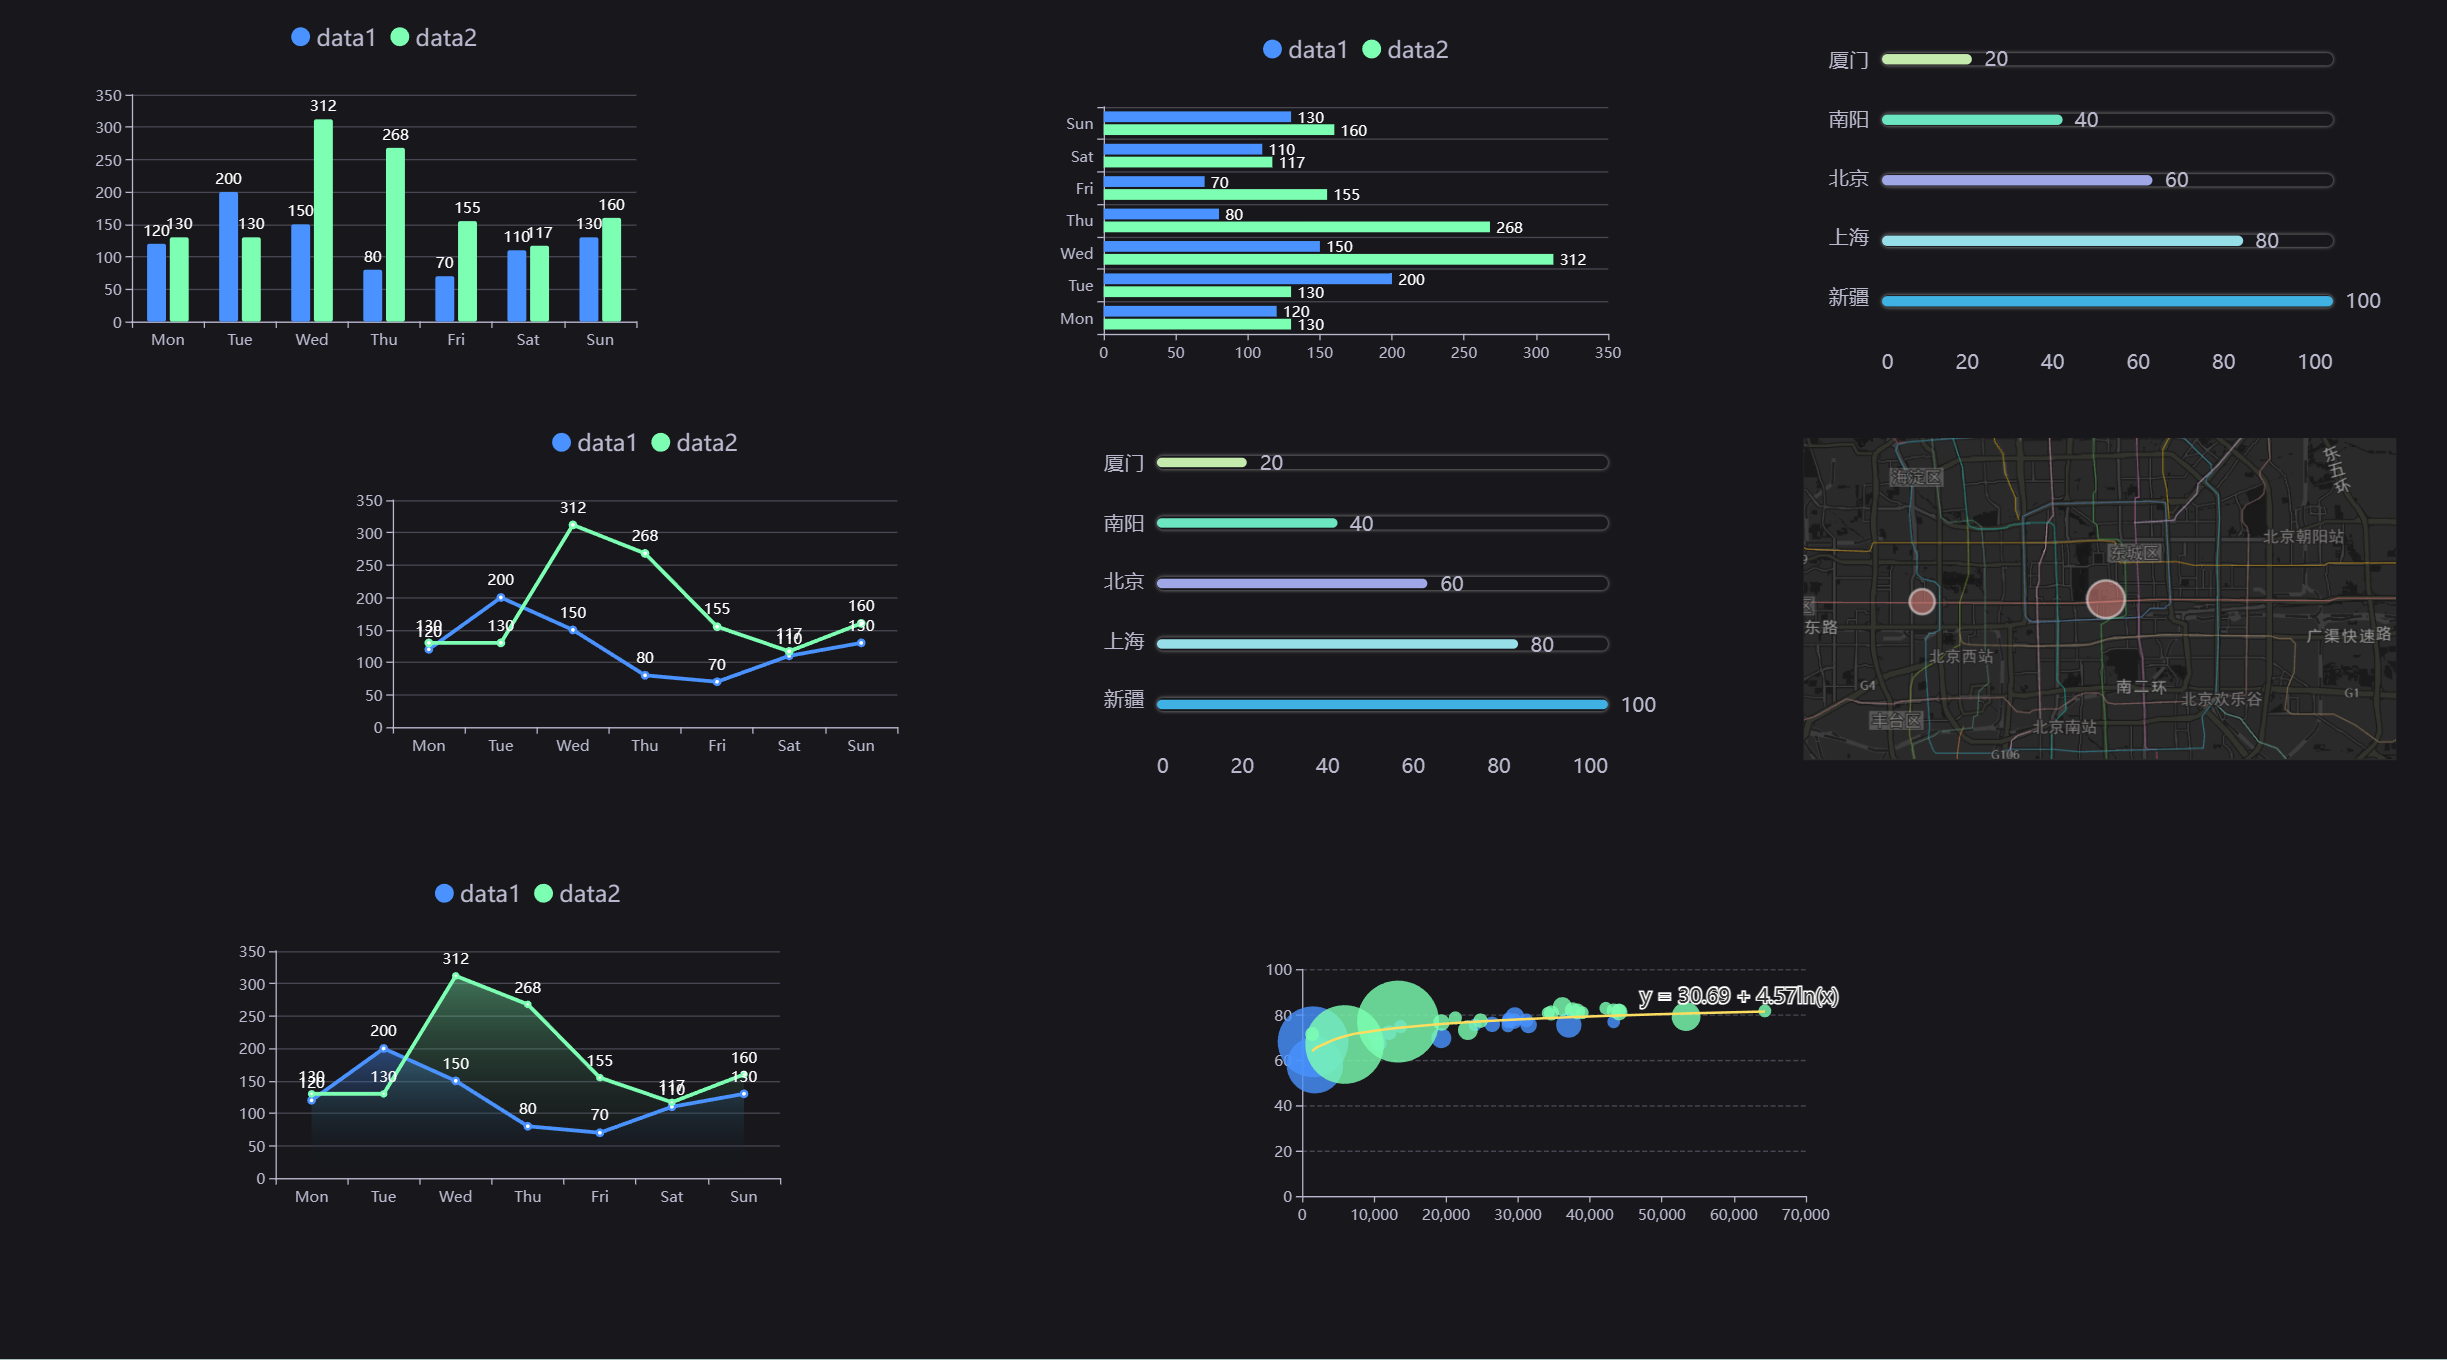 data1 data2
350
300
250
200
150
100
50
0
120 130
200 130
150 312
80 268
70 155
110 117
130 160
Mon Tue Wed Thu Fri Sat Sun
data1 data2
Sun 130
160
Sat 110
117
Fri 70
155
Thu 80
268
Wed 150
312
Tue 200
130
Mon 120
130
0 50 100 150 200 250 300 350
厦门 20
南阳 40
北京 60
上海 80
新疆 100
0 20 40 60 80 100
data1 data2
350
300
250
200
150
100
50
0
130
120
200
130
312
150
268
80
155
70
117
110
160
130
Mon Tue Wed Thu Fri Sat Sun
厦门 20
南阳 40
北京 60
上海 80
新疆 100
0 20 40 60 80 100
东五环
海淀区
北京朝阳站
东城区
区
东路
广渠快速路
北京西站
G4
南二环
北京欢乐谷
G1
丰台区
北京南站
G106
data1 data2
350
300
250
200
150
100
50
0
130
120
200
130
312
150
268
80
155
70
117
110
160
130
Mon Tue Wed Thu Fri Sat Sun
100
80
60
40
20
0
y = 30.69 + 4.57ln(x)
0 10,000 20,000 30,000 40,000 50,000 60,000 70,000